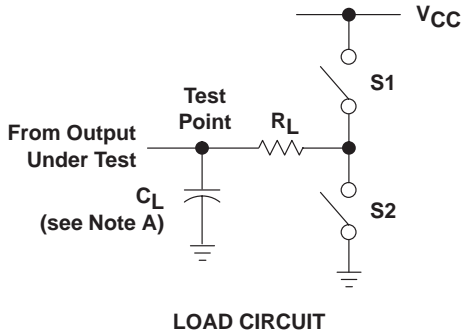 VCC
S1
Test
Point
RL
From Output
Under Test
CL
(see Note A)
S2
LOAD CIRCUIT